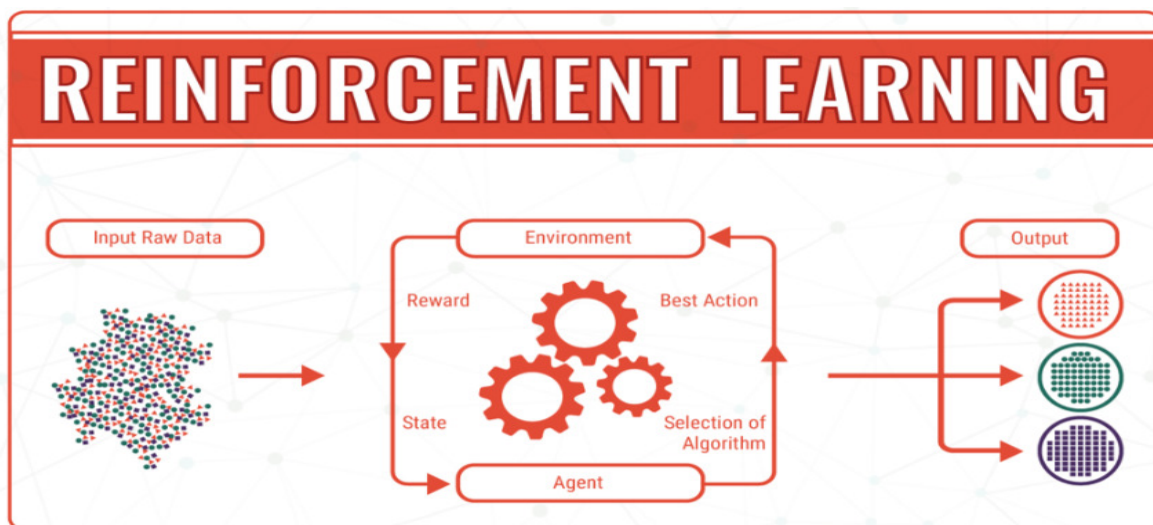 REINFORCEMENT LEARNING
Input Raw Data
Environment
Output
Reward
Best Action
State
Selection of
Algorithm
Agent